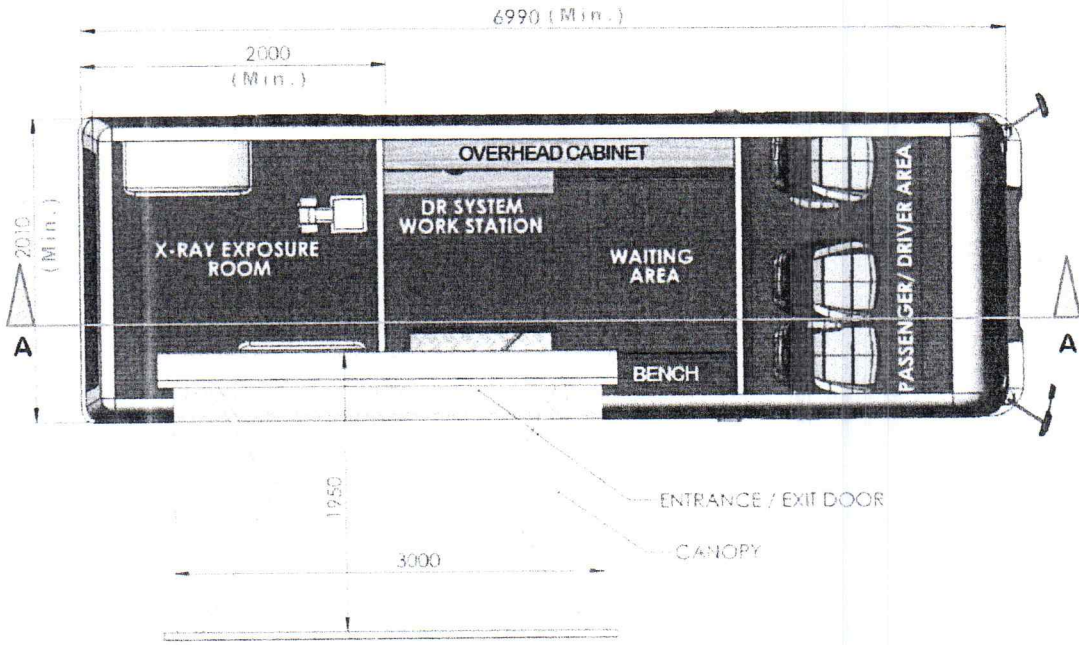 6990 (Min.)
2000
(Min.)
2010
(Min.)
OVERHEAD CABINET
DR SYSTEM
WORK STATION
X-RAY EXPOSURE
ROOM
WAITING
AREA
PASSENGER/ DRIVER AREA
A
A
BENCH
1950
ENTRANCE / EXIT DOOR
CANOPY
3000